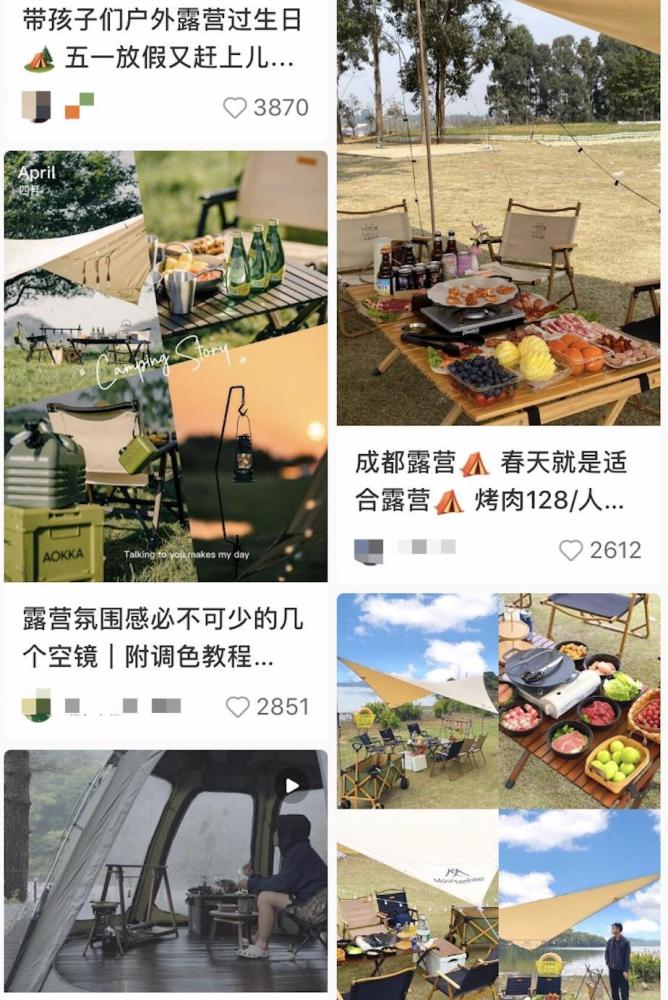 带孩子们户外露营过生日
🏕️ 五一放假又赶上儿...
3870
April
四月
Camping Story
AOKKA
Talking to you makes my day
露营氛围感必不可少的几
个空镜｜附调色教程...
2851
成都露营⛺ 春天就是适
合露营⛺ 烤肉128/人...
2612
Mountainhiker